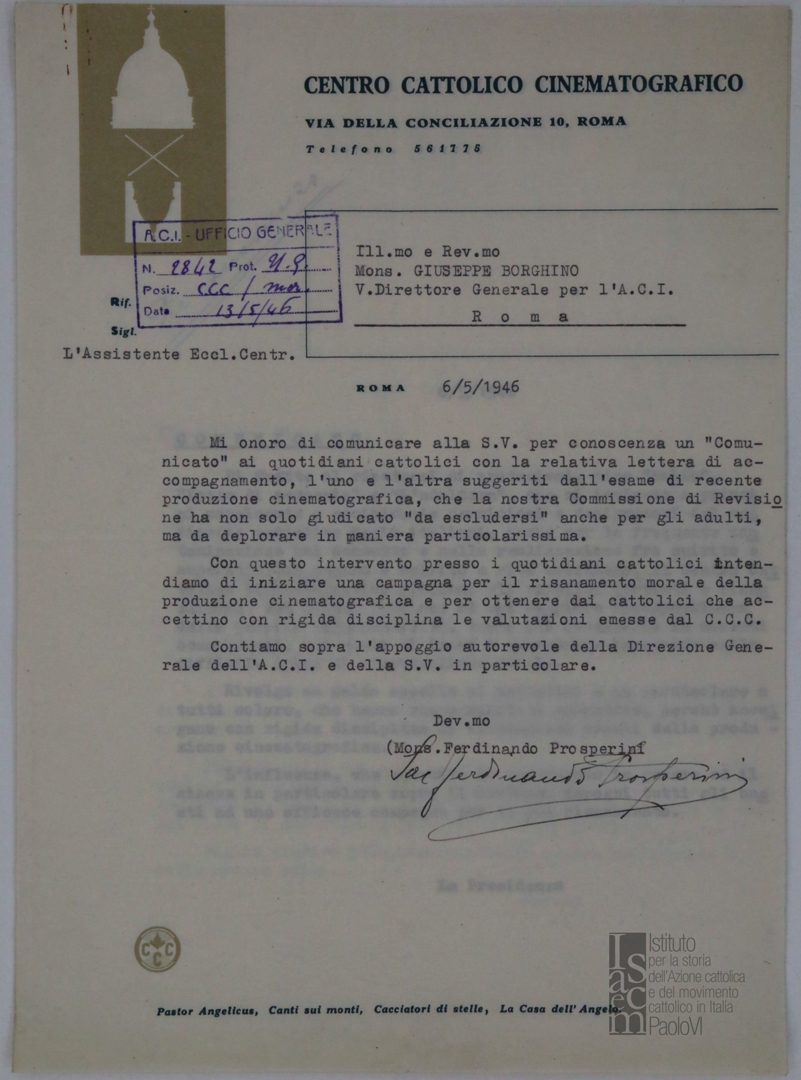 CENTRO CATTOLICO CINEMATOGRAFICO
VIA DELLA CONCILIAZIONE 10, ROMA
Telefono 561775
A.C.I. - UFFICIO GENERALE
N. 2842 Prot.
Posiz. CCC / mor.
Data 13/5/46
Ill.mo e Rev.mo
Mons. GIUSEPPE BORGHINO
V.Direttore Generale per l'A.C.I.
R o m a
Rif.
Sigl.
L'Assistente Eccl.Centr.
ROMA 6/5/1946
Mi onoro di comunicare alla S.V. per conoscenza un "Comu-
nicato" ai quotidiani cattolici con la relativa lettera di ac-
compagnamento, l'uno e l'altra suggeriti dall'esame di recente
produzione cinematografica, che la nostra Commissione di Revisio
ne ha non solo giudicato "da escludersi" anche per gli adulti,
ma da deplorare in maniera particolarissima.
Con questo intervento presso i quotidiani cattolici inten-
diamo di iniziare una campagna per il risanamento morale della
produzione cinematografica e per ottenere dai cattolici che ac-
cettino con rigida disciplina le valutazioni emesse dal C.C.C.
Contiamo sopra l'appoggio autorevole della Direzione Gene-
rale dell'A.C.I. e della S.V. in particolare.
Dev.mo
(Mons.Ferdinando Prosperini
Sac Ferdinando Prosperini
La Presidenza
CCC
Pastor Angelicus, Canti sui monti, Cacciatori di stelle, La Casa dell'Angelo
Isacem
Istituto
per la storia
dell'Azione cattolica
e del movimento
cattolico in Italia
PaoloVI